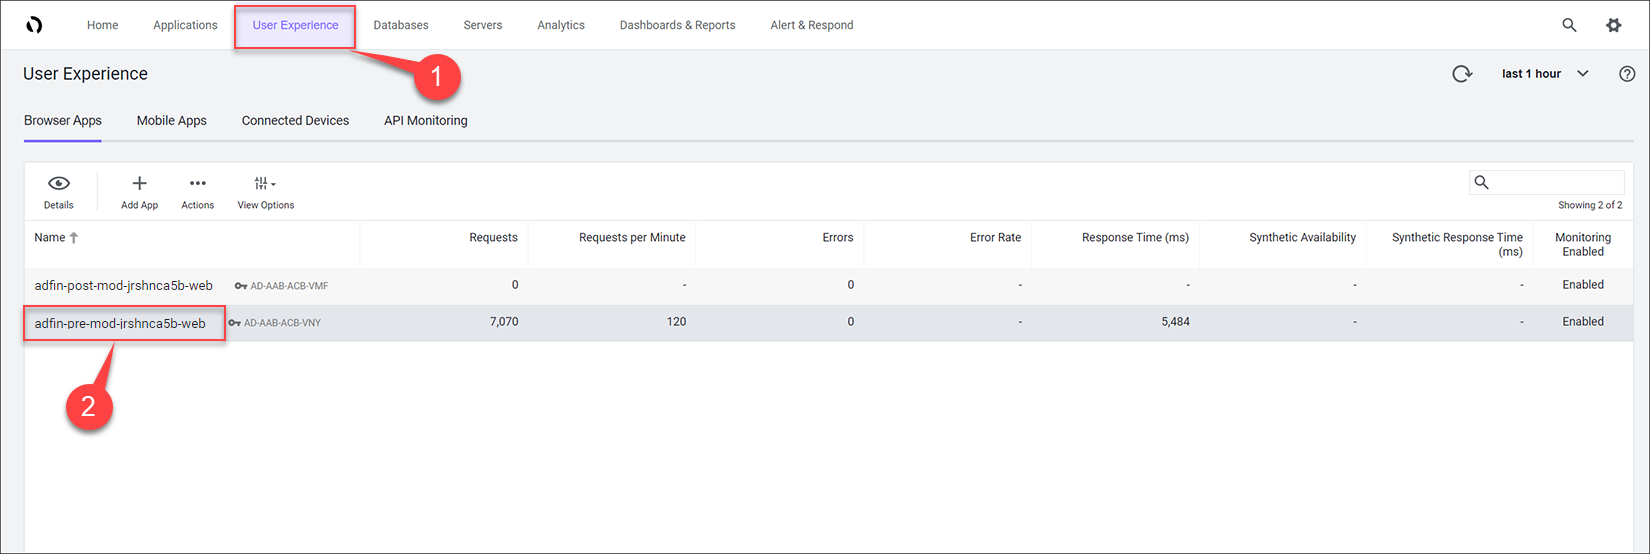 Home Applications User Experience Databases Servers Analytics Dashboards & Reports Alert & Respond
1
User Experience last 1 hour ?
Browser Apps Mobile Apps Connected Devices API Monitoring
Details Add App Actions View Options
Showing 2 of 2
Name Requests Requests per Minute Errors Error Rate Response Time (ms) Synthetic Availability Synthetic Response Time (ms) Monitoring Enabled
adfin-post-mod-jrshnca5b-web AD-AAB-ACB-VMF 0 - 0 - - - - Enabled
adfin-pre-mod-jrshnca5b-web AD-AAB-ACB-VNY 7,070 120 0 - 5,484 - - Enabled
2